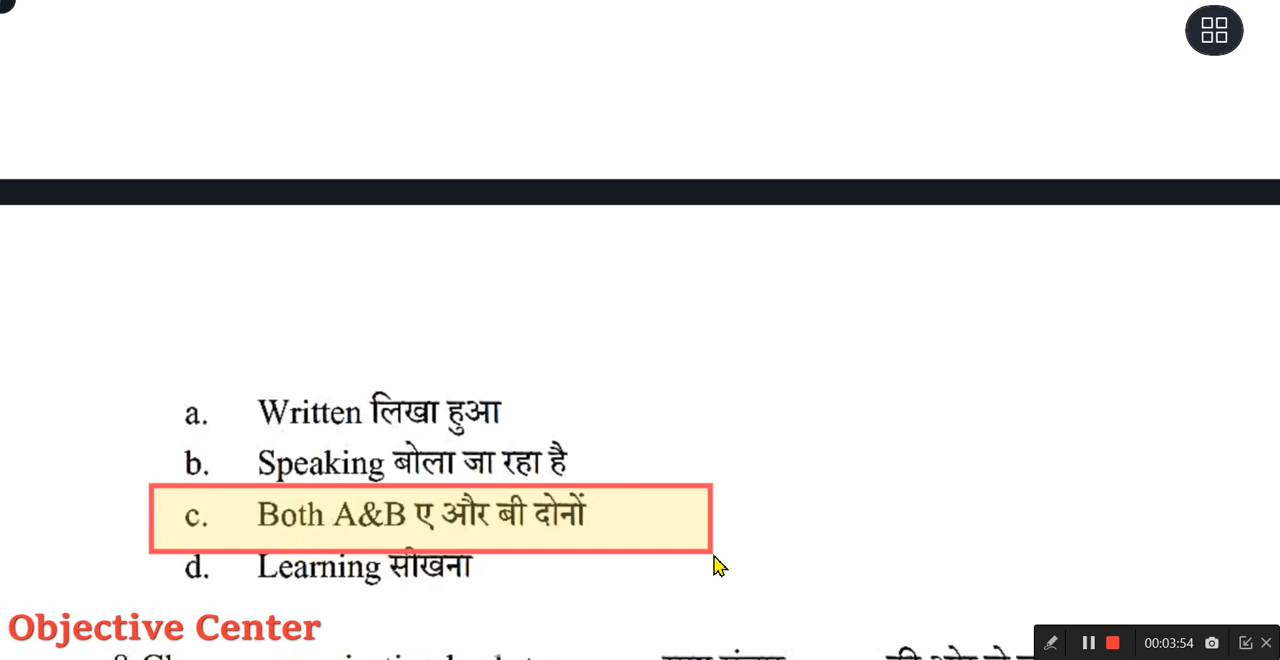 a. Written लिखा हुआ
b. Speaking बोला जा रहा है
c. Both A&B ए और बी दोनों
d. Learning सीखना
Objective Center
00:03:54